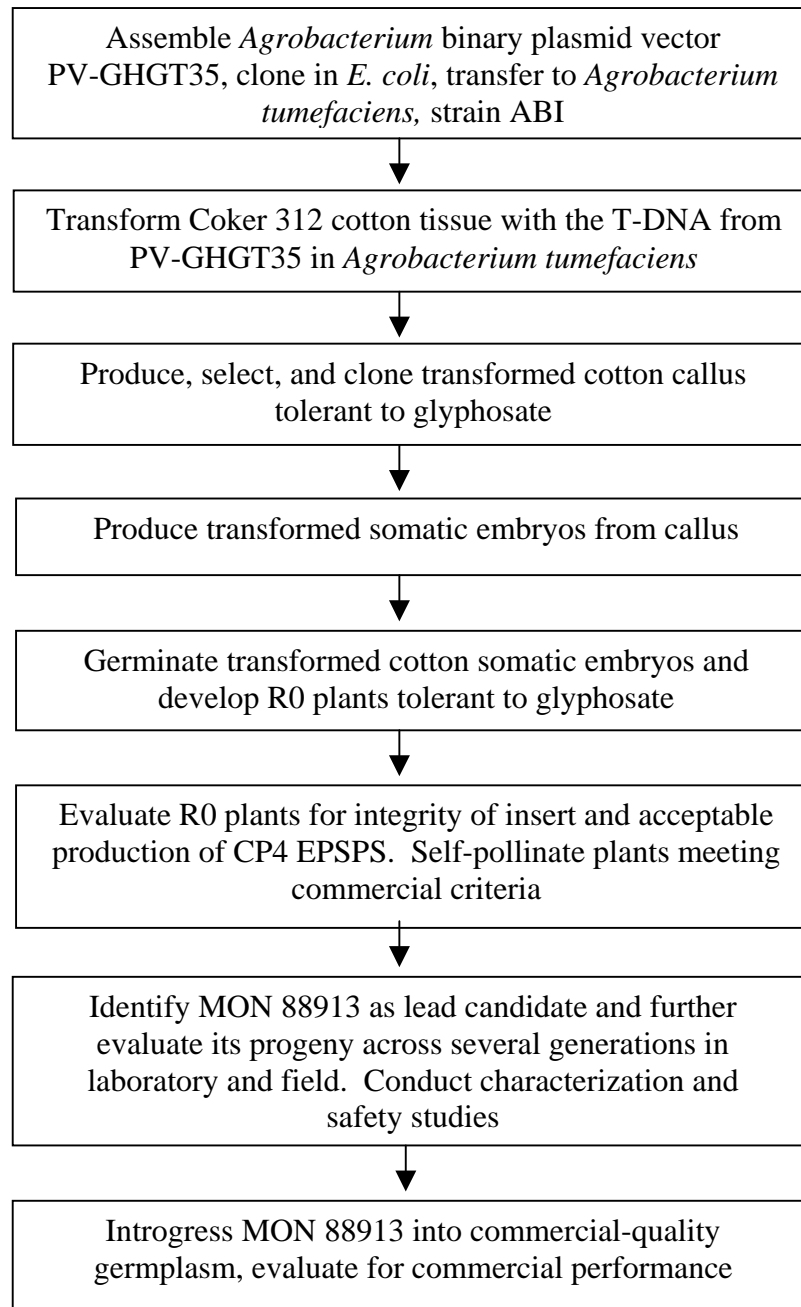 Assemble Agrobacterium binary plasmid vector
PV-GHGT35, clone in E. coli, transfer to Agrobacterium
tumefaciens, strain ABI
Transform Coker 312 cotton tissue with the T-DNA from
PV-GHGT35 in Agrobacterium tumefaciens
Produce, select, and clone transformed cotton callus
tolerant to glyphosate
Produce transformed somatic embryos from callus
Germinate transformed cotton somatic embryos and
develop R0 plants tolerant to glyphosate
Evaluate R0 plants for integrity of insert and acceptable
production of CP4 EPSPS.  Self-pollinate plants meeting
commercial criteria
Identify MON 88913 as lead candidate and further
evaluate its progeny across several generations in
laboratory and field.  Conduct characterization and
safety studies
Introgress MON 88913 into commercial-quality
germplasm, evaluate for commercial performance